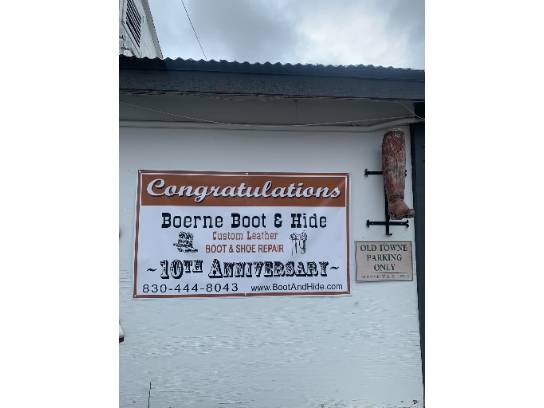 Congratulations
Boerne Boot & Hide
Custom Leather
BOOT & SHOE REPAIR
~10TH ANNIVERSARY~
830-444-8043 www.BootAndHide.com
OLD TOWNE
PARKING
ONLY